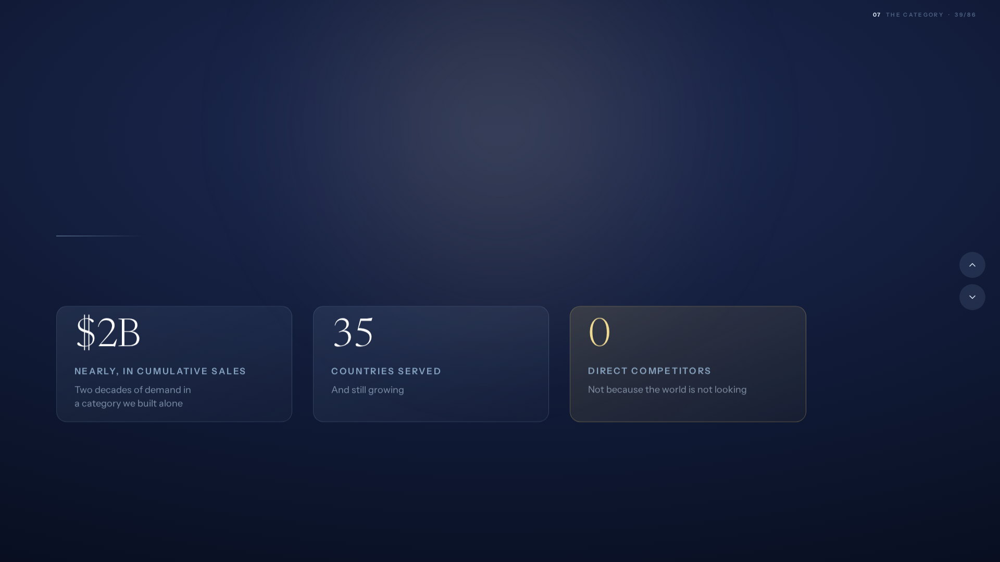 07 THE CATEGORY · 39/86
$2B
NEARLY, IN CUMULATIVE SALES
Two decades of demand in
a category we built alone
35
COUNTRIES SERVED
And still growing
0
DIRECT COMPETITORS
Not because the world is not looking